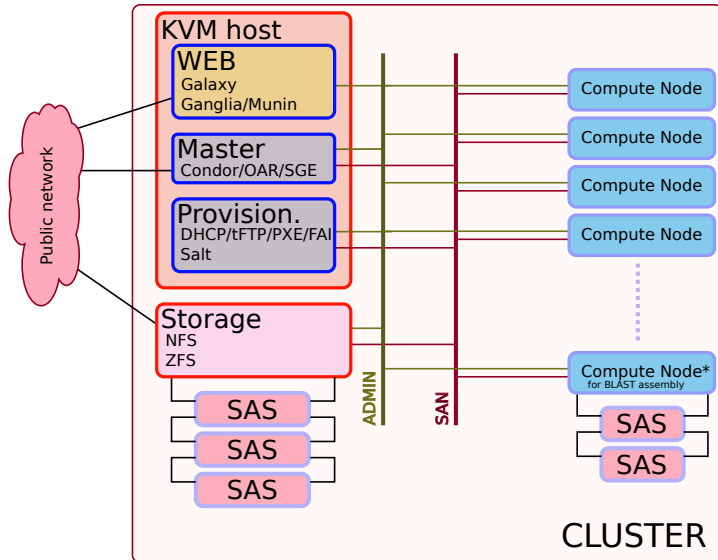 KVM host
WEB
Galaxy
Ganglia/Munin
Master
Condor/OAR/SGE
Provision.
DHCP/tFTP/PXE/FAI
Salt
Public network
Storage
NFS
ZFS
SAS
SAS
SAS
ADMIN
SAN
Compute Node
Compute Node
Compute Node
Compute Node
Compute Node*
for BLAST assembly
SAS
SAS
CLUSTER